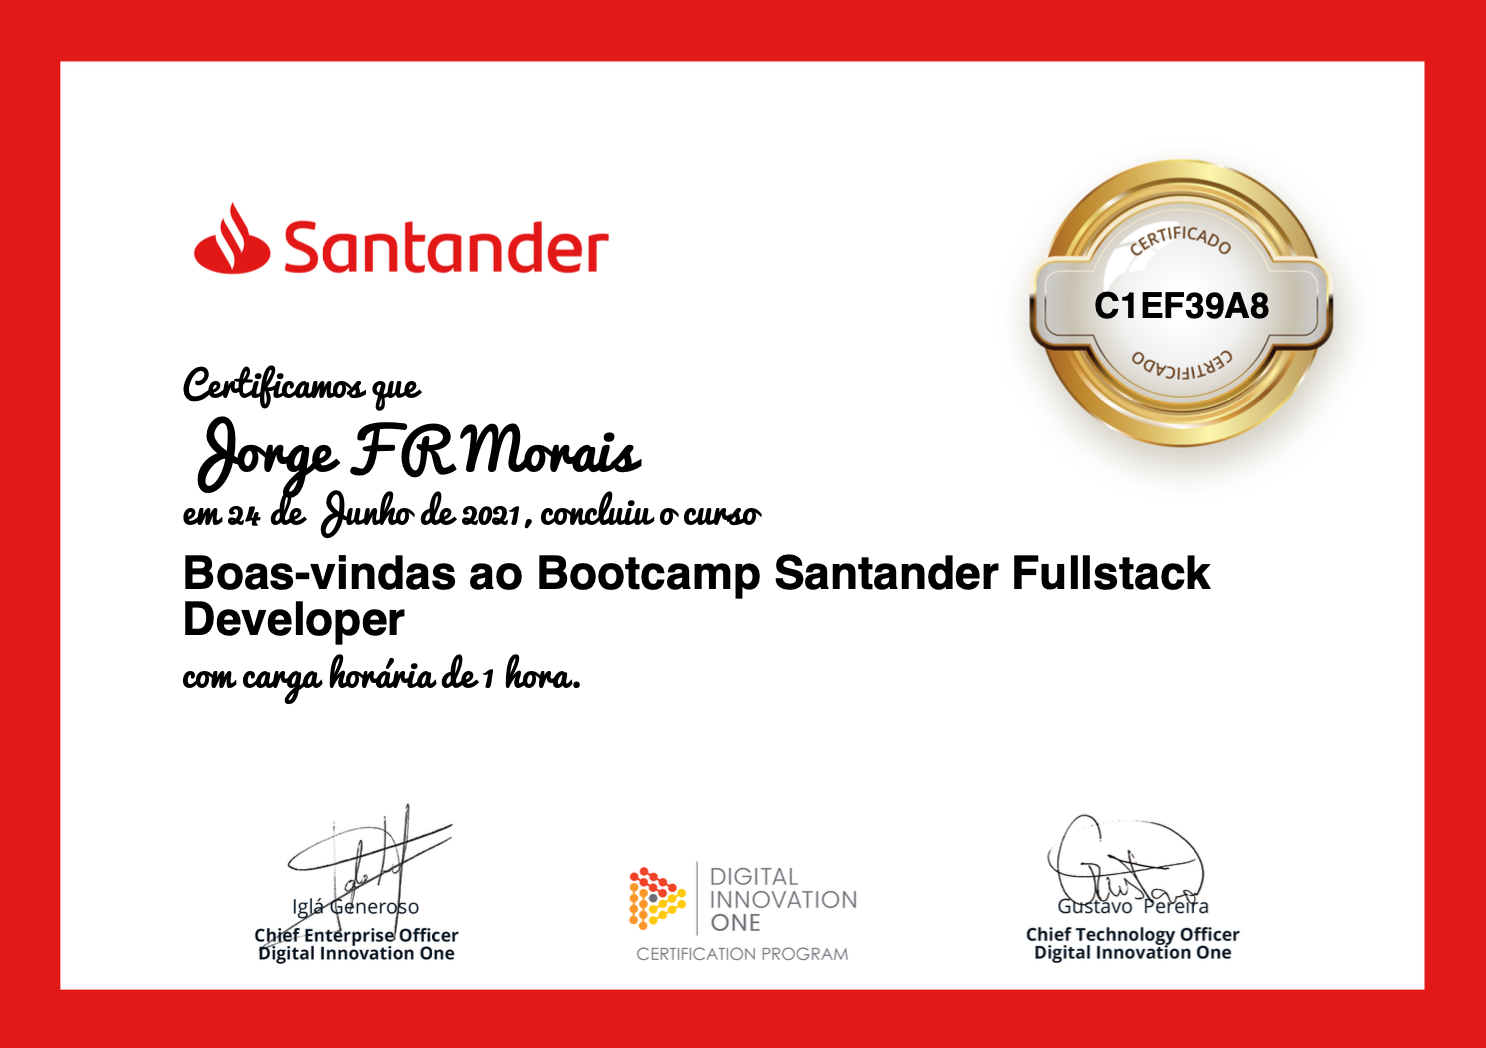 Santander
CERTIFICADO
C1EF39A8
CERTIFICADO
Certificamos que
Jorge F R Morais
em 24 de Junho de 2021, concluiu o curso
Boas-vindas ao Bootcamp Santander Fullstack
Developer
com carga horária de 1 hora.
Iglá Generoso
Chief Enterprise Officer
Digital Innovation One
DIGITAL
INNOVATION
ONE
CERTIFICATION PROGRAM
Gustavo
Gustavo Pereira
Chief Technology Officer
Digital Innovation One